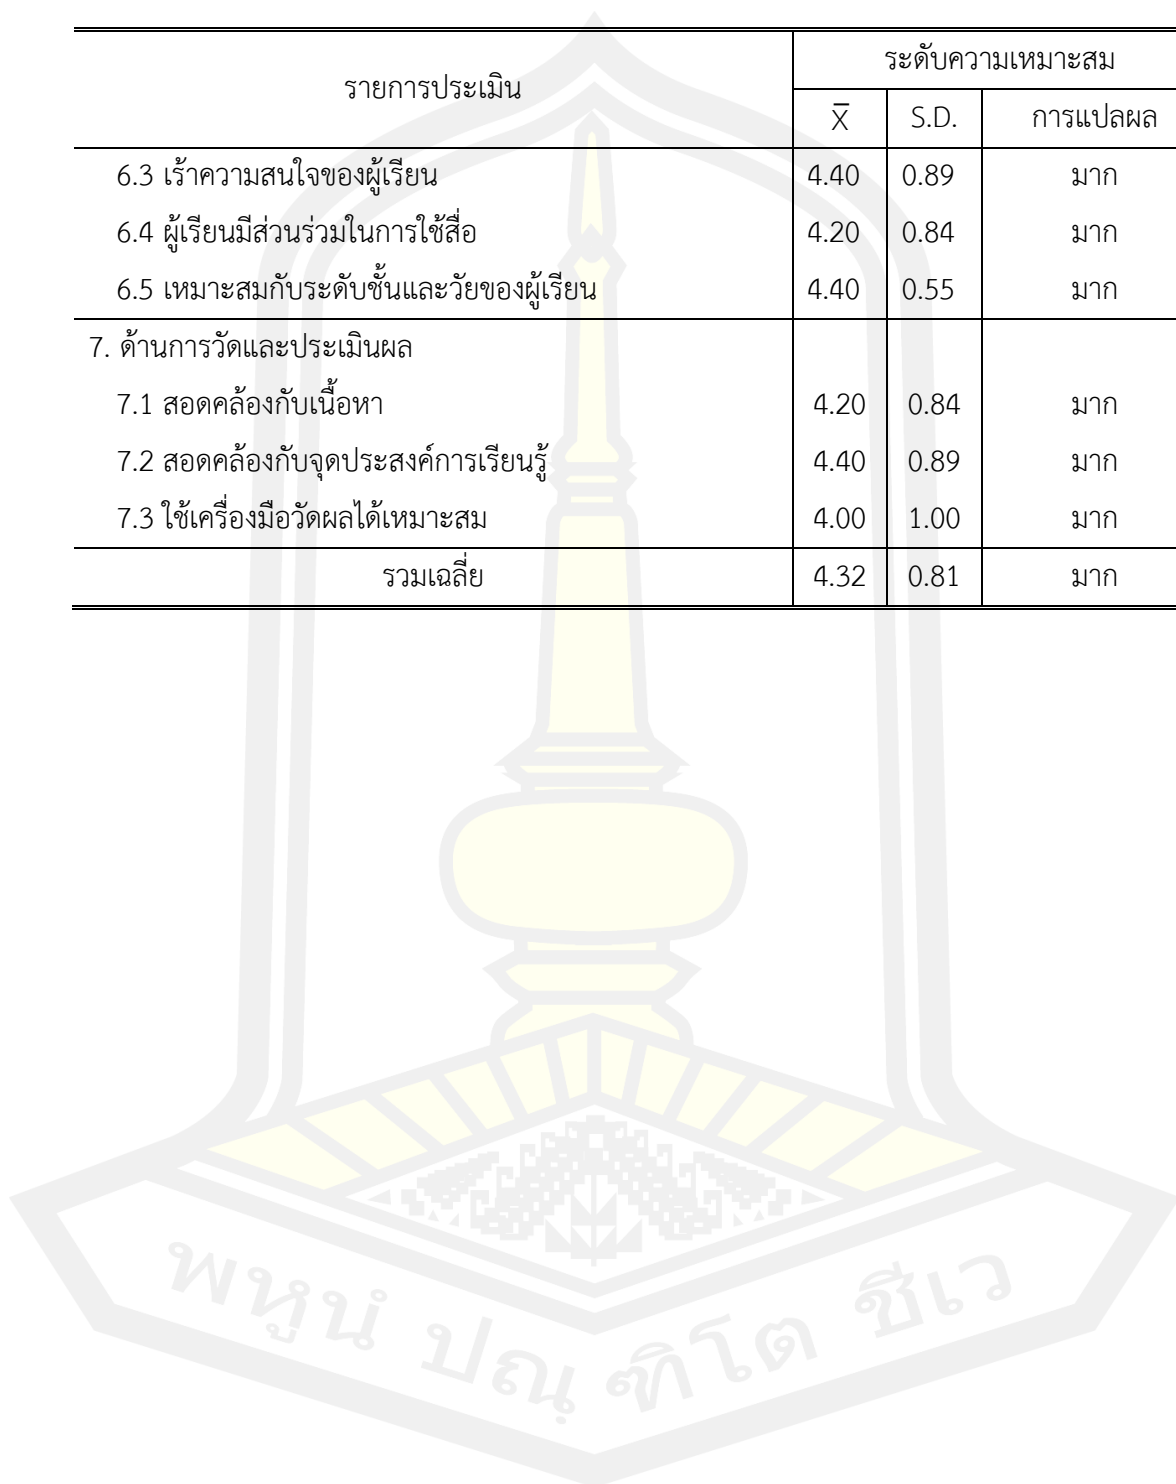 รายการประเมิน ระดับความเหมาะสม
X̅ S.D. การแปลผล
6.3 เร้าความสนใจของผู้เรียน 4.40 0.89 มาก
6.4 ผู้เรียนมีส่วนร่วมในการใช้สื่อ 4.20 0.84 มาก
6.5 เหมาะสมกับระดับชั้นและวัยของผู้เรียน 4.40 0.55 มาก
7. ด้านการวัดและประเมินผล
7.1 สอดคล้องกับเนื้อหา 4.20 0.84 มาก
7.2 สอดคล้องกับจุดประสงค์การเรียนรู้ 4.40 0.89 มาก
7.3 ใช้เครื่องมือวัดผลได้เหมาะสม 4.00 1.00 มาก
รวมเฉลี่ย 4.32 0.81 มาก
พหูนํ ปณฺฑิโต ชีเว